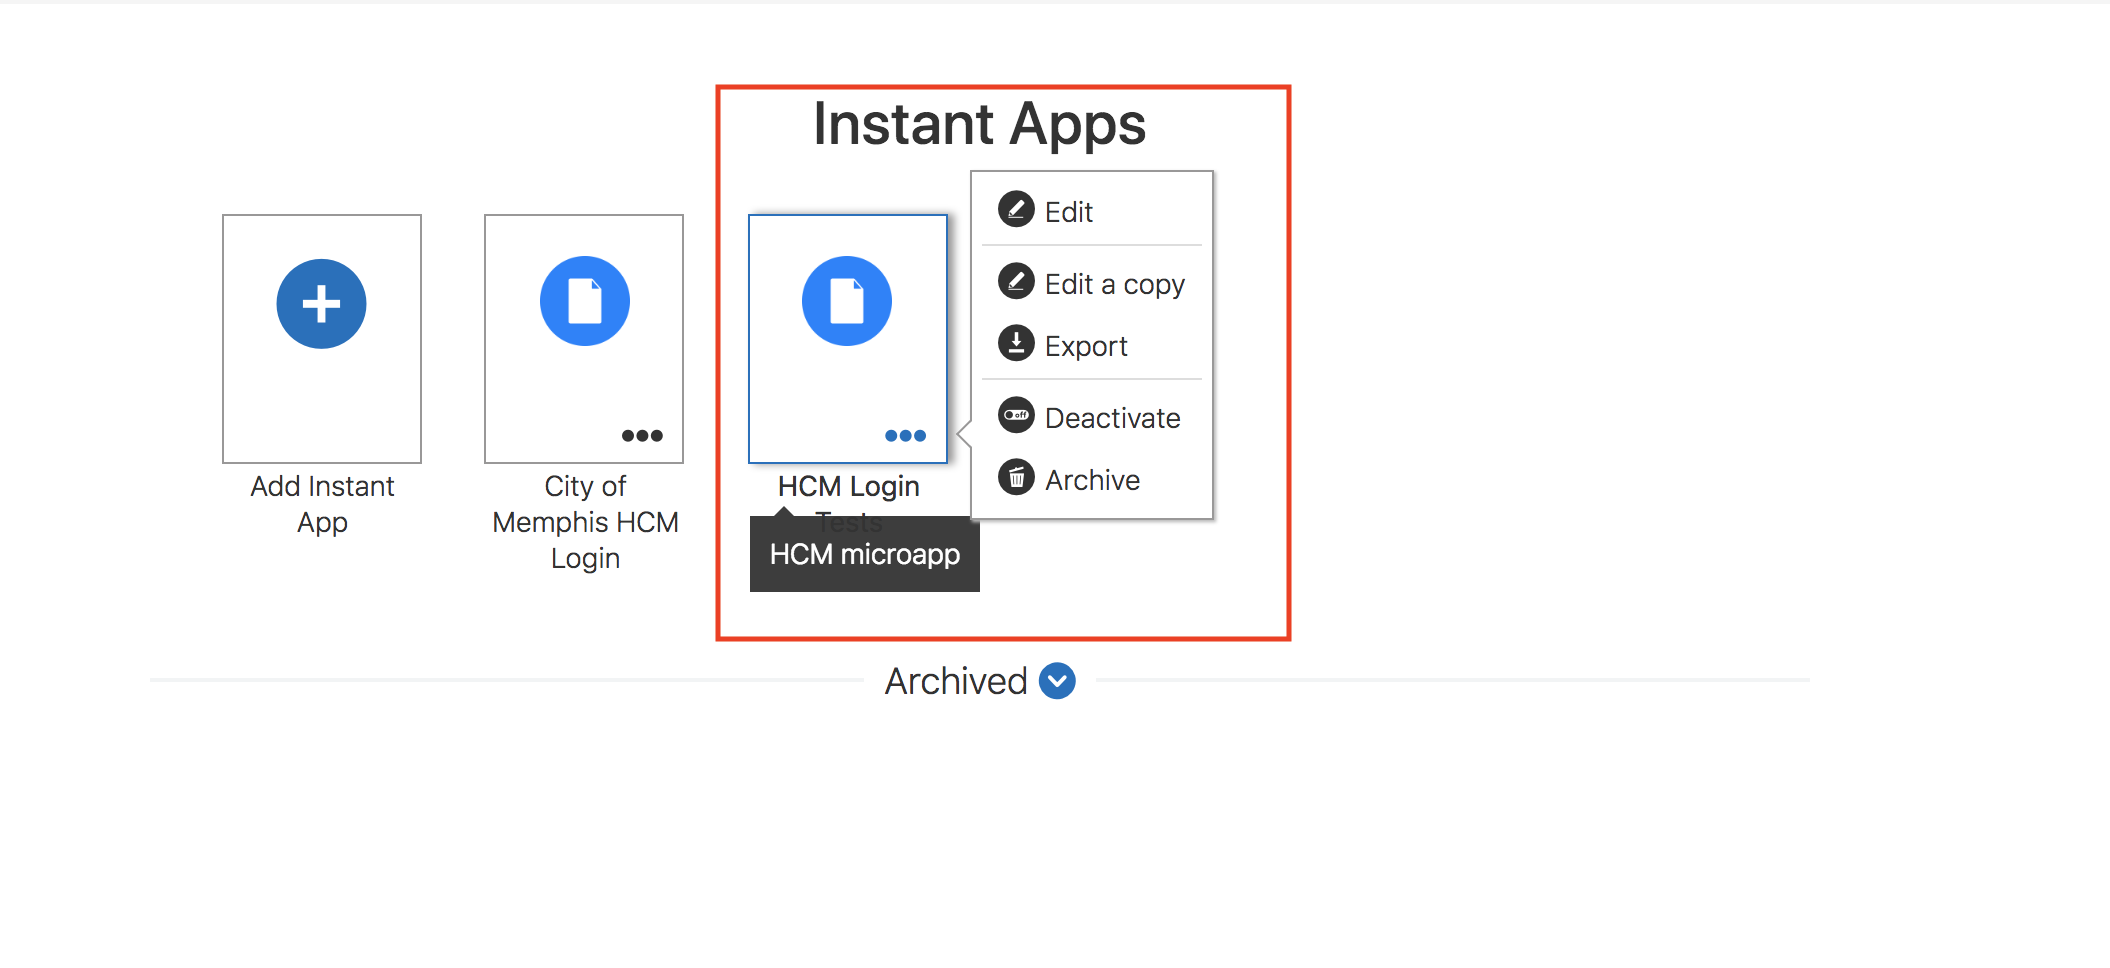 Instant Apps
Add Instant
App
City of
Memphis HCM
Login
HCM Login
Tests
HCM microapp
Edit
Edit a copy
Export
off
Deactivate
Archive
Archived